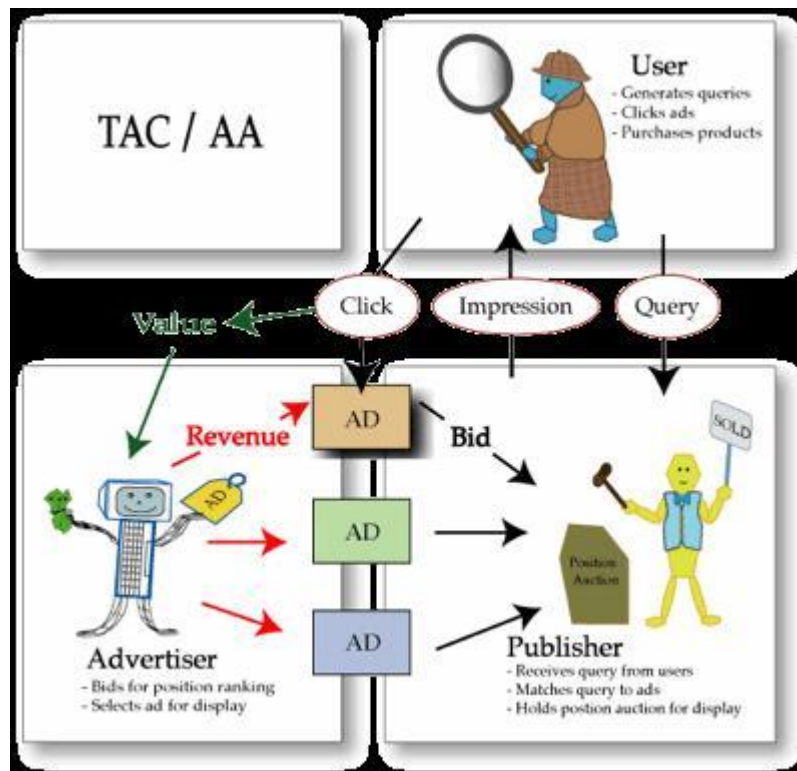 TAC / AA
User
- Generates queries
- Clicks ads
- Purchases products
Click
Impression
Query
Value
Revenue
AD
Bid
SOLD
AD
AD
Position
Auction
AD
Advertiser
- Bids for position ranking
- Selects ad for display
Publisher
- Receives query from users
- Matches query to ads
- Holds postion auction for display